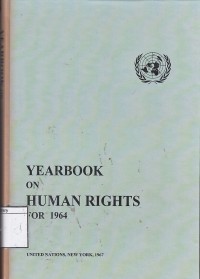 YEARBOOK
ON
HUMAN RIGHTS
FOR 1964
UNITED NATIONS, NEW YORK, 1967